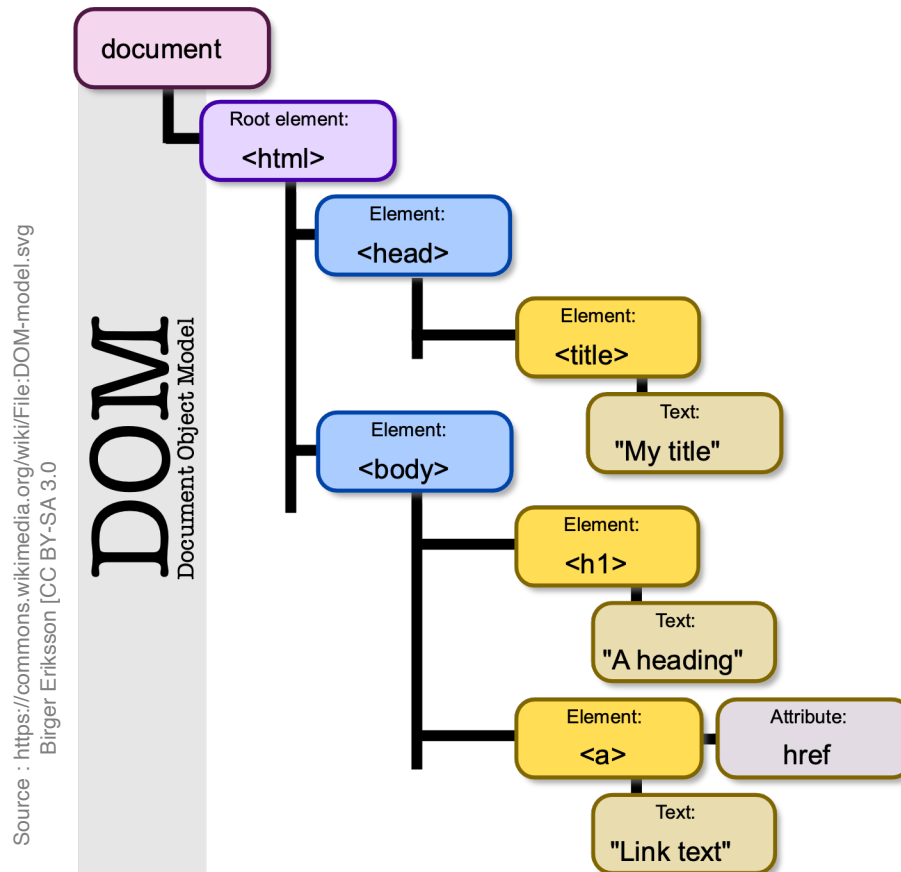 document
Root element:
<html>
Element:
<head>
Element:
<title>
Text:
"My title"
Element:
<body>
Element:
<h1>
Text:
"A heading"
Element:
<a>
Attribute:
href
Text:
"Link text"
DOM
Document Object Model
Source : https://commons.wikimedia.org/wiki/File:DOM-model.svg
Birger Eriksson [CC BY-SA 3.0